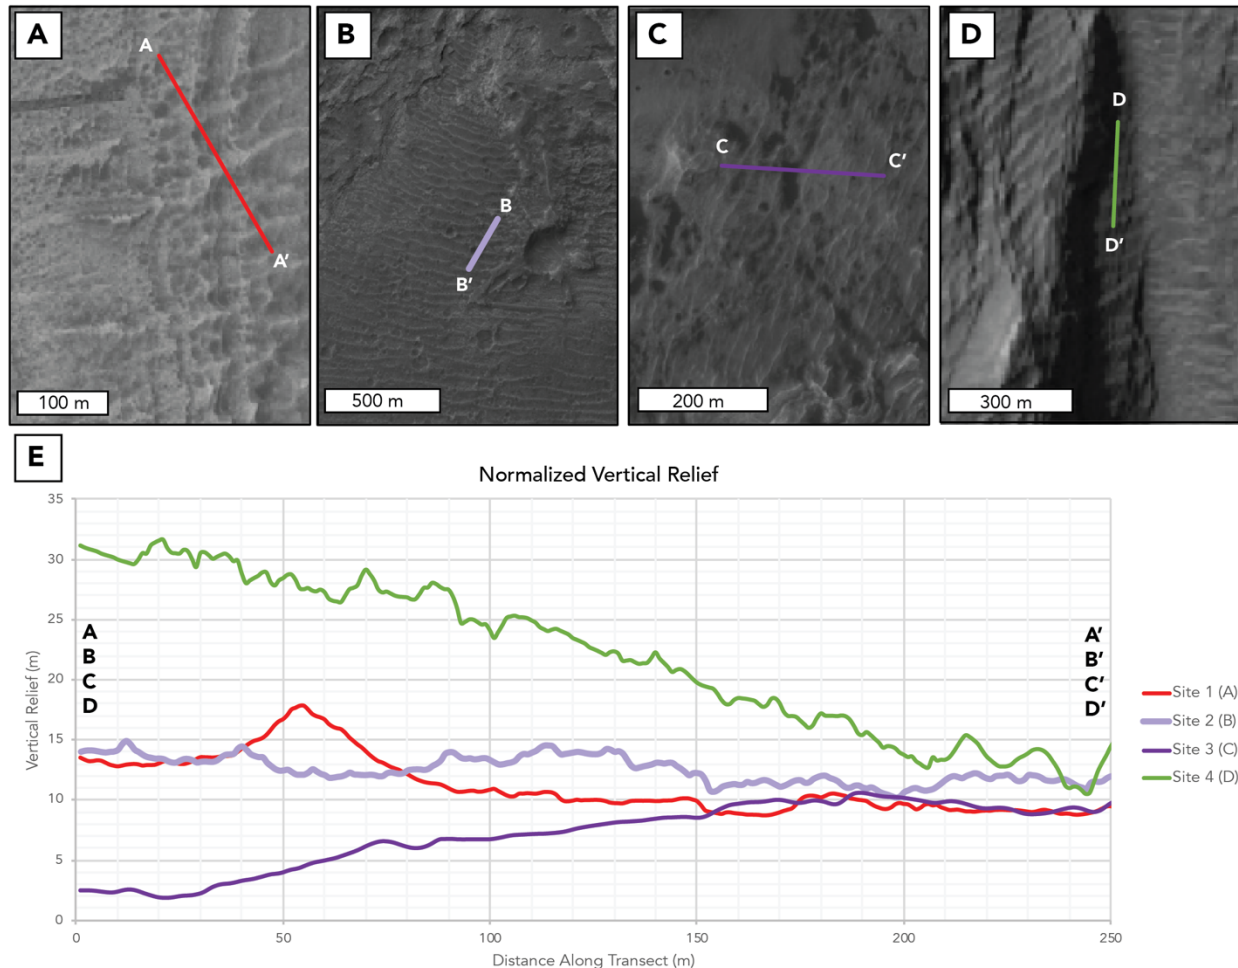 A
A
A'
100 m
B
B
B'
500 m
C
C
C'
200 m
D
D
D'
300 m
E
Normalized Vertical Relief
35
30
25
20
15
10
5
0
Vertical Relief (m)
A
B
C
D
A'
B'
C'
D'
0 50 100 150 200 250
Distance Along Transect (m)
Site 1 (A)
Site 2 (B)
Site 3 (C)
Site 4 (D)